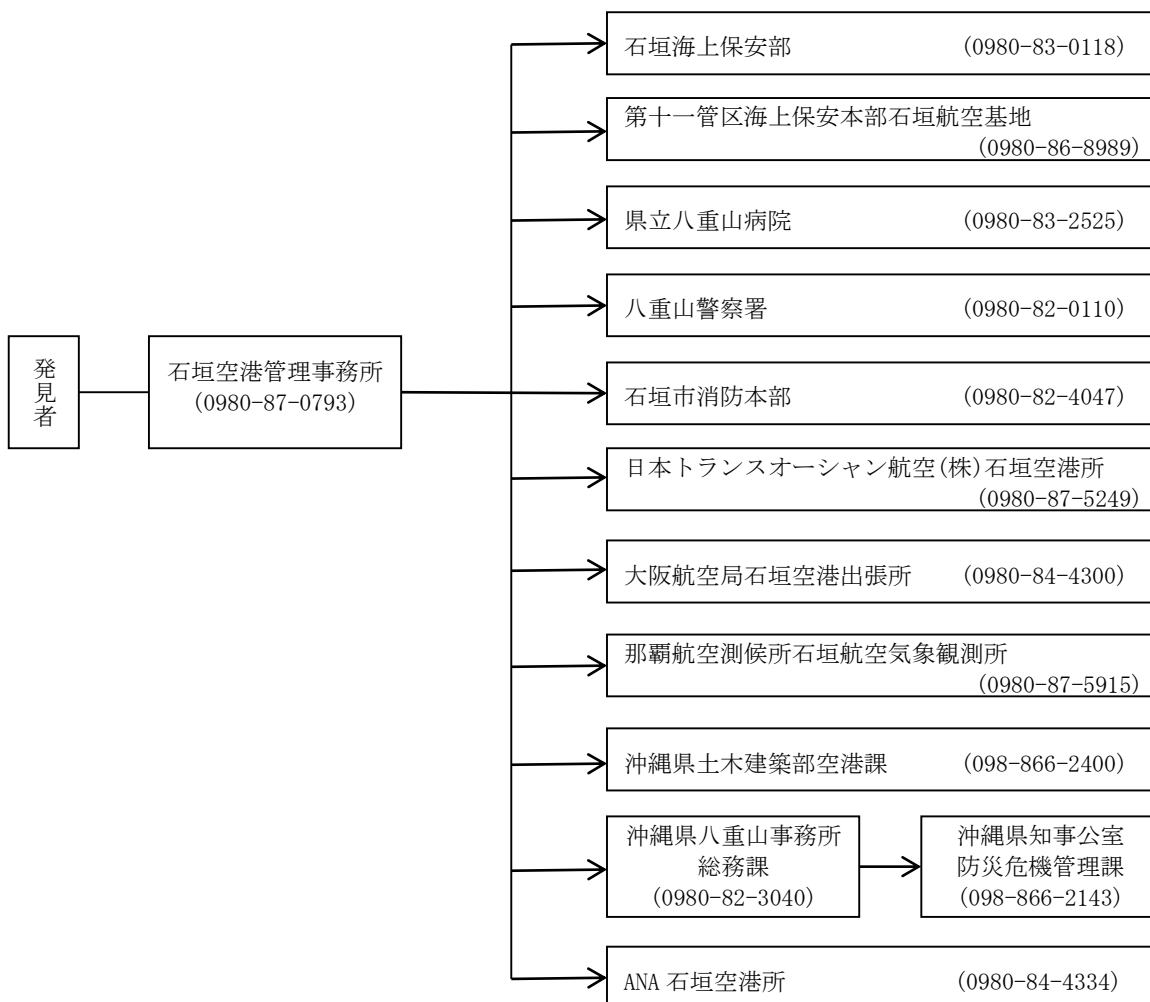 石垣海上保安部 (0980-83-0118)
第十一管区海上保安本部石垣航空基地
(0980-86-8989)
県立八重山病院 (0980-83-2525)
八重山警察署 (0980-82-0110)
発見者
石垣空港管理事務所
(0980-87-0793)
石垣市消防本部 (0980-82-4047)
日本トランスオーシャン航空(株)石垣空港所
(0980-87-5249)
大阪航空局石垣空港出張所 (0980-84-4300)
那覇航空測候所石垣航空気象観測所
(0980-87-5915)
沖縄県土木建築部空港課 (098-866-2400)
沖縄県八重山事務所
総務課
(0980-82-3040)
沖縄県知事公室
防災危機管理課
(098-866-2143)
ANA 石垣空港所 (0980-84-4334)